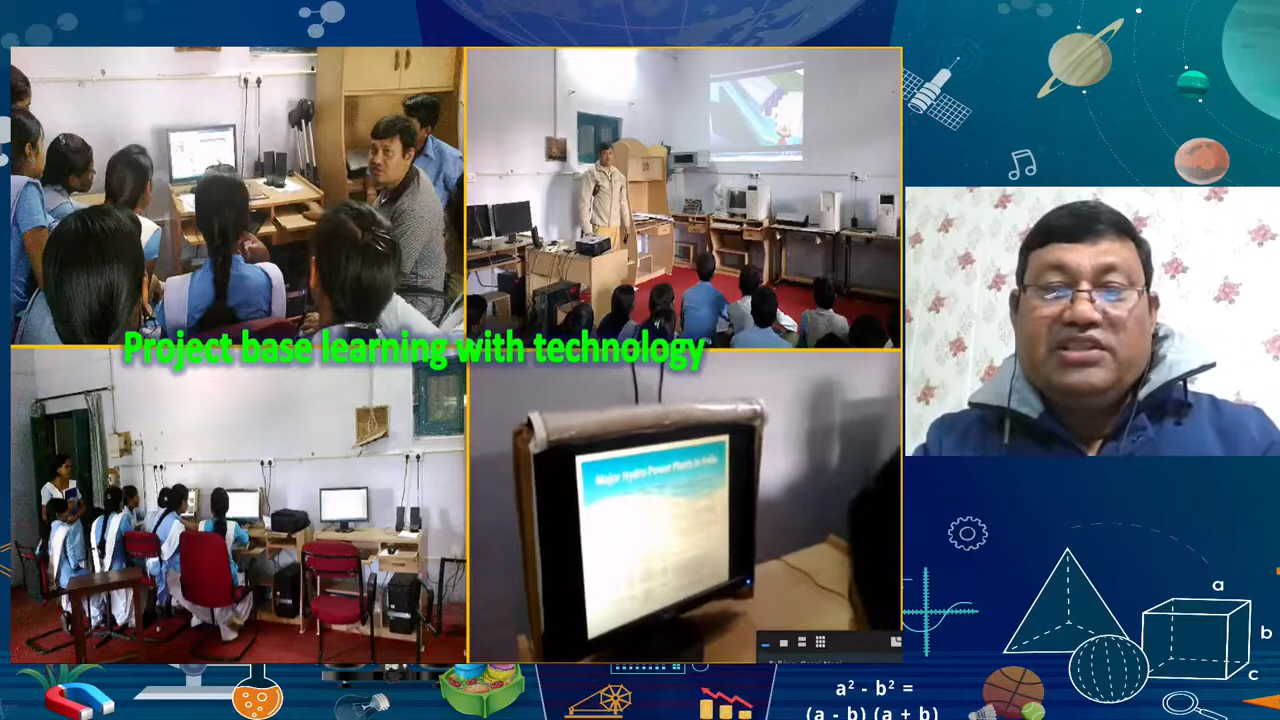 Project base learning with technology
Major Hydro Power Plants in India
a
b
c
a² - b² =
(a - b) (a + b)